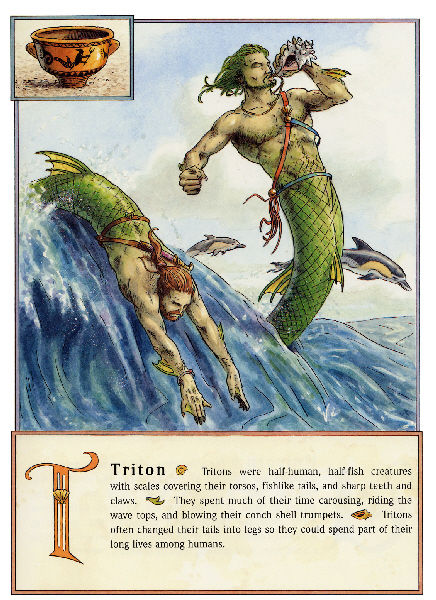 T
Triton Tritons were half-human, half-fish creatures
with scales covering their torsos, fishlike tails, and sharp teeth and
claws. They spent much of their time carousing, riding the
wave tops, and blowing their conch shell trumpets. Tritons
often changed their tails into legs so they could spend part of their
long lives among humans.